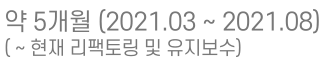 약 5개월 (2021.03 ~ 2021.08)
( ~ 현재 리팩토링 및 유지보수)